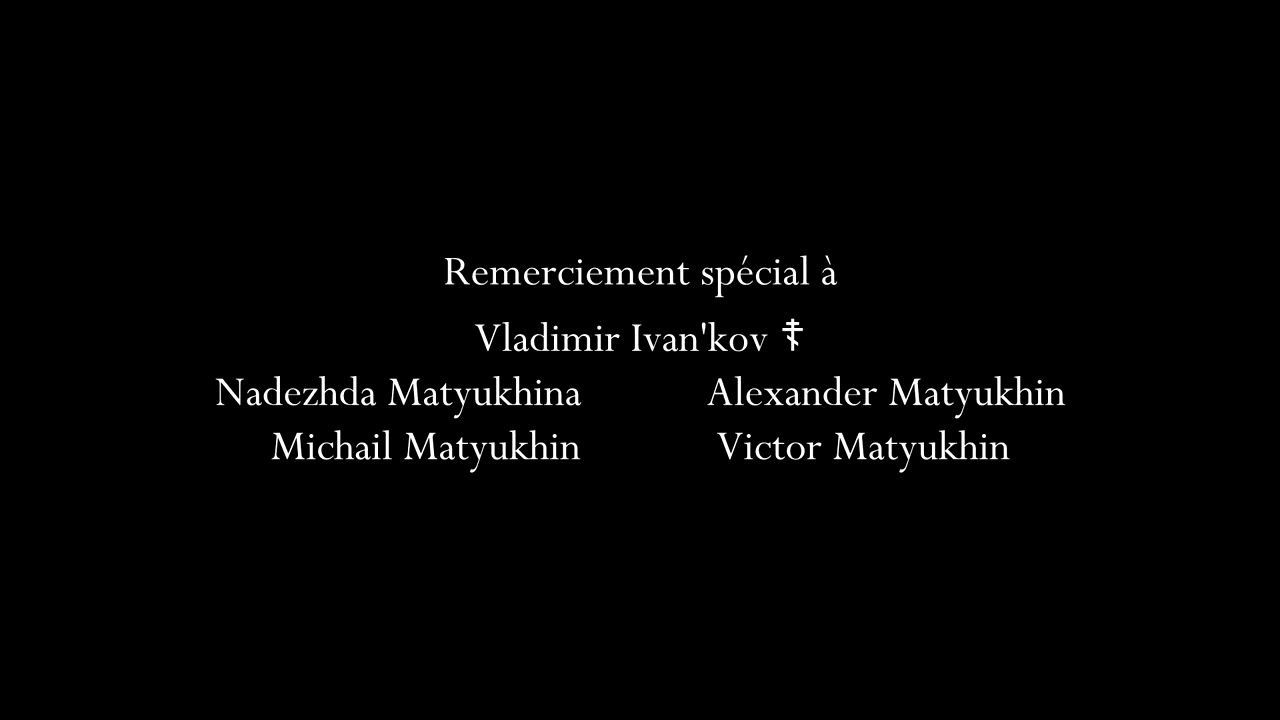 Remerciement spécial à
Vladimir Ivan'kov ☦
Nadezhda Matyukhina Alexander Matyukhin
Michail Matyukhin Victor Matyukhin